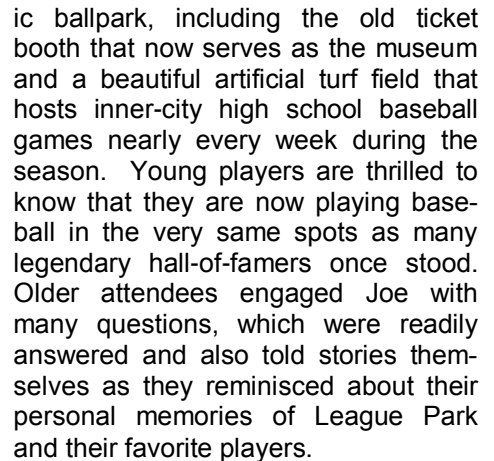 ic ballpark, including the old ticket
booth that now serves as the museum
and a beautiful artificial turf field that
hosts inner-city high school baseball
games nearly every week during the
season. Young players are thrilled to
know that they are now playing base-
ball in the very same spots as many
legendary hall-of-famers once stood.
Older attendees engaged Joe with
many questions, which were readily
answered and also told stories them-
selves as they reminisced about their
personal memories of League Park
and their favorite players.